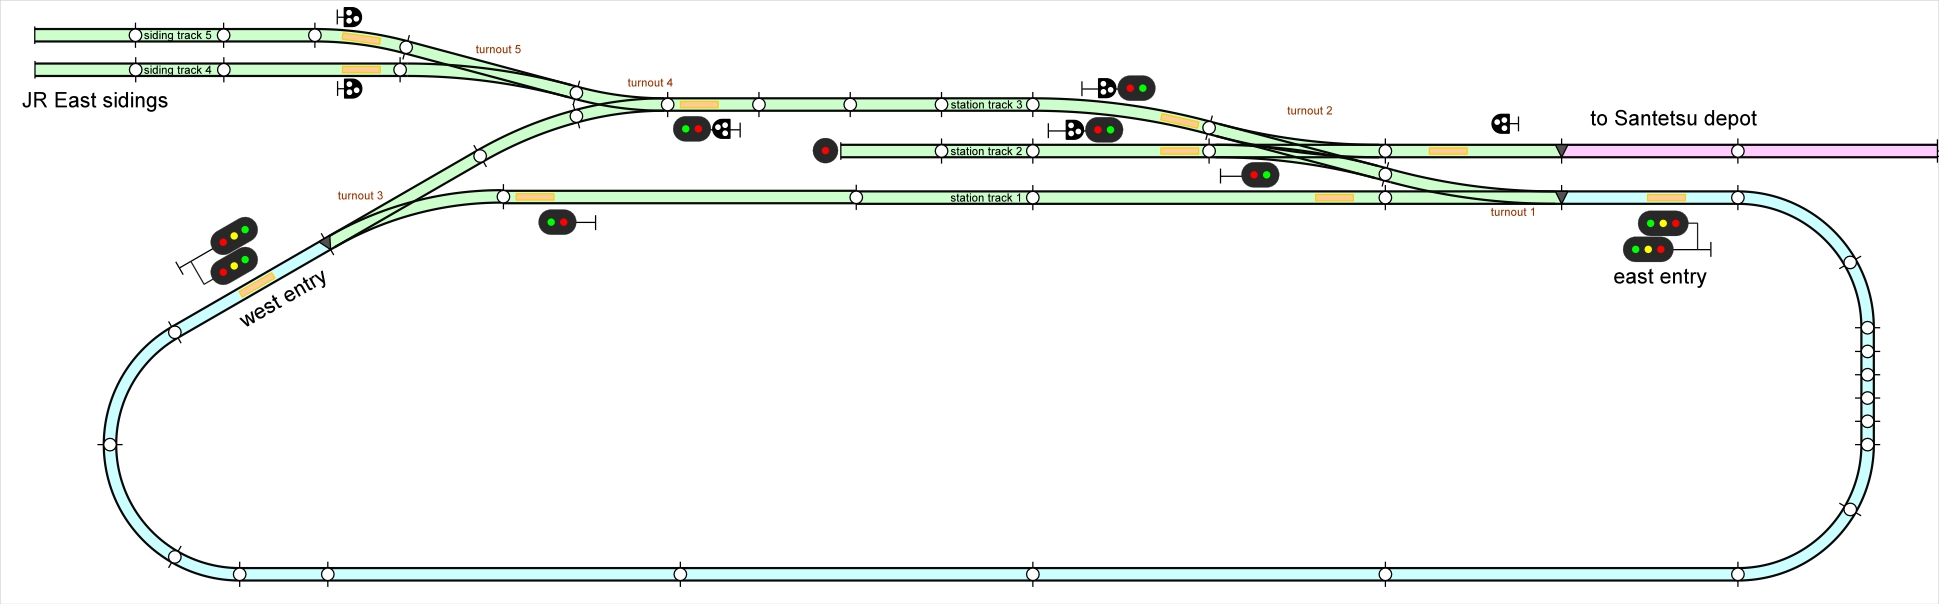 siding track 5
turnout 5
siding track 4
JR East sidings
turnout 4
station track 3
turnout 2
to Santetsu depot
station track 2
turnout 3
station track 1
turnout 1
west entry
east entry